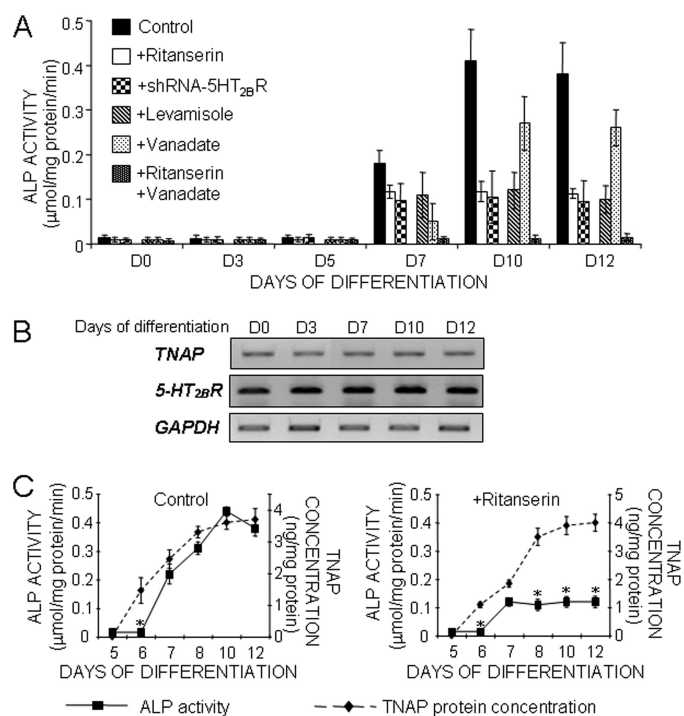 A
ALP ACTIVITY
(μmol/mg protein/min)
0.5
0.4
0.3
0.2
0.1
0
Control
+Ritanserin
+shRNA-5HT2BR
+Levamisole
+Vanadate
+Ritanserin
+Vanadate
D0 D3 D5 D7 D10 D12
DAYS OF DIFFERENTIATION
B
Days of differentiation D0 D3 D7 D10 D12
TNAP
5-HT2BR
GAPDH
C
Control
ALP ACTIVITY
(μmol/mg protein/min)
0.5
0.4
0.3
0.2
0.1
0
*
4
3
2
1
0
TNAP
CONCENTRATION
(ng/mg protein)
5 6 7 8 10 12
DAYS OF DIFFERENTIATION
+Ritanserin
ALP ACTIVITY
(μmol/mg protein/min)
0.5
0.4
0.3
0.2
0.1
0
* * * *
5
4
3
2
1
0
TNAP
CONCENTRATION
(ng/mg protein)
5 6 7 8 10 12
DAYS OF DIFFERENTIATION
ALP activity
TNAP protein concentration